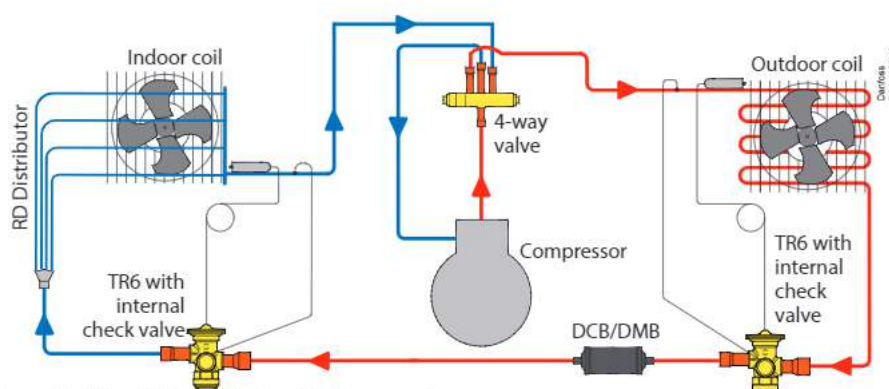 Indoor coil
Outdoor coil
Danfoss
4-way
valve
RD Distributor
Compressor
TR6 with
internal
check valve
DCB/DMB
TR6 with
internal
check
valve